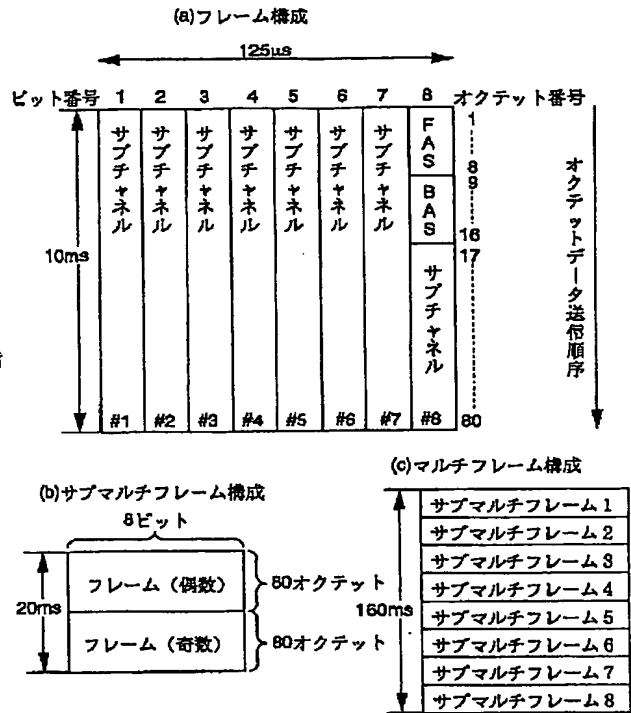 (a)フレーム構成
125μs
ビット番号 1 2 3 4 5 6 7 8 オクテット番号
サブチャネル サブチャネル サブチャネル サブチャネル サブチャネル サブチャネル サブチャネル FAS
1
8
9
BAS
16
17
サブチャネル
10ms
オクテットデータ送信順序
#1 #2 #3 #4 #5 #6 #7 #8 80
(b)サブマルチフレーム構成
8ビット
20ms
フレーム（偶数） 80オクテット
フレーム（奇数） 80オクテット
(c)マルチフレーム構成
160ms
サブマルチフレーム1
サブマルチフレーム2
サブマルチフレーム3
サブマルチフレーム4
サブマルチフレーム5
サブマルチフレーム6
サブマルチフレーム7
サブマルチフレーム8